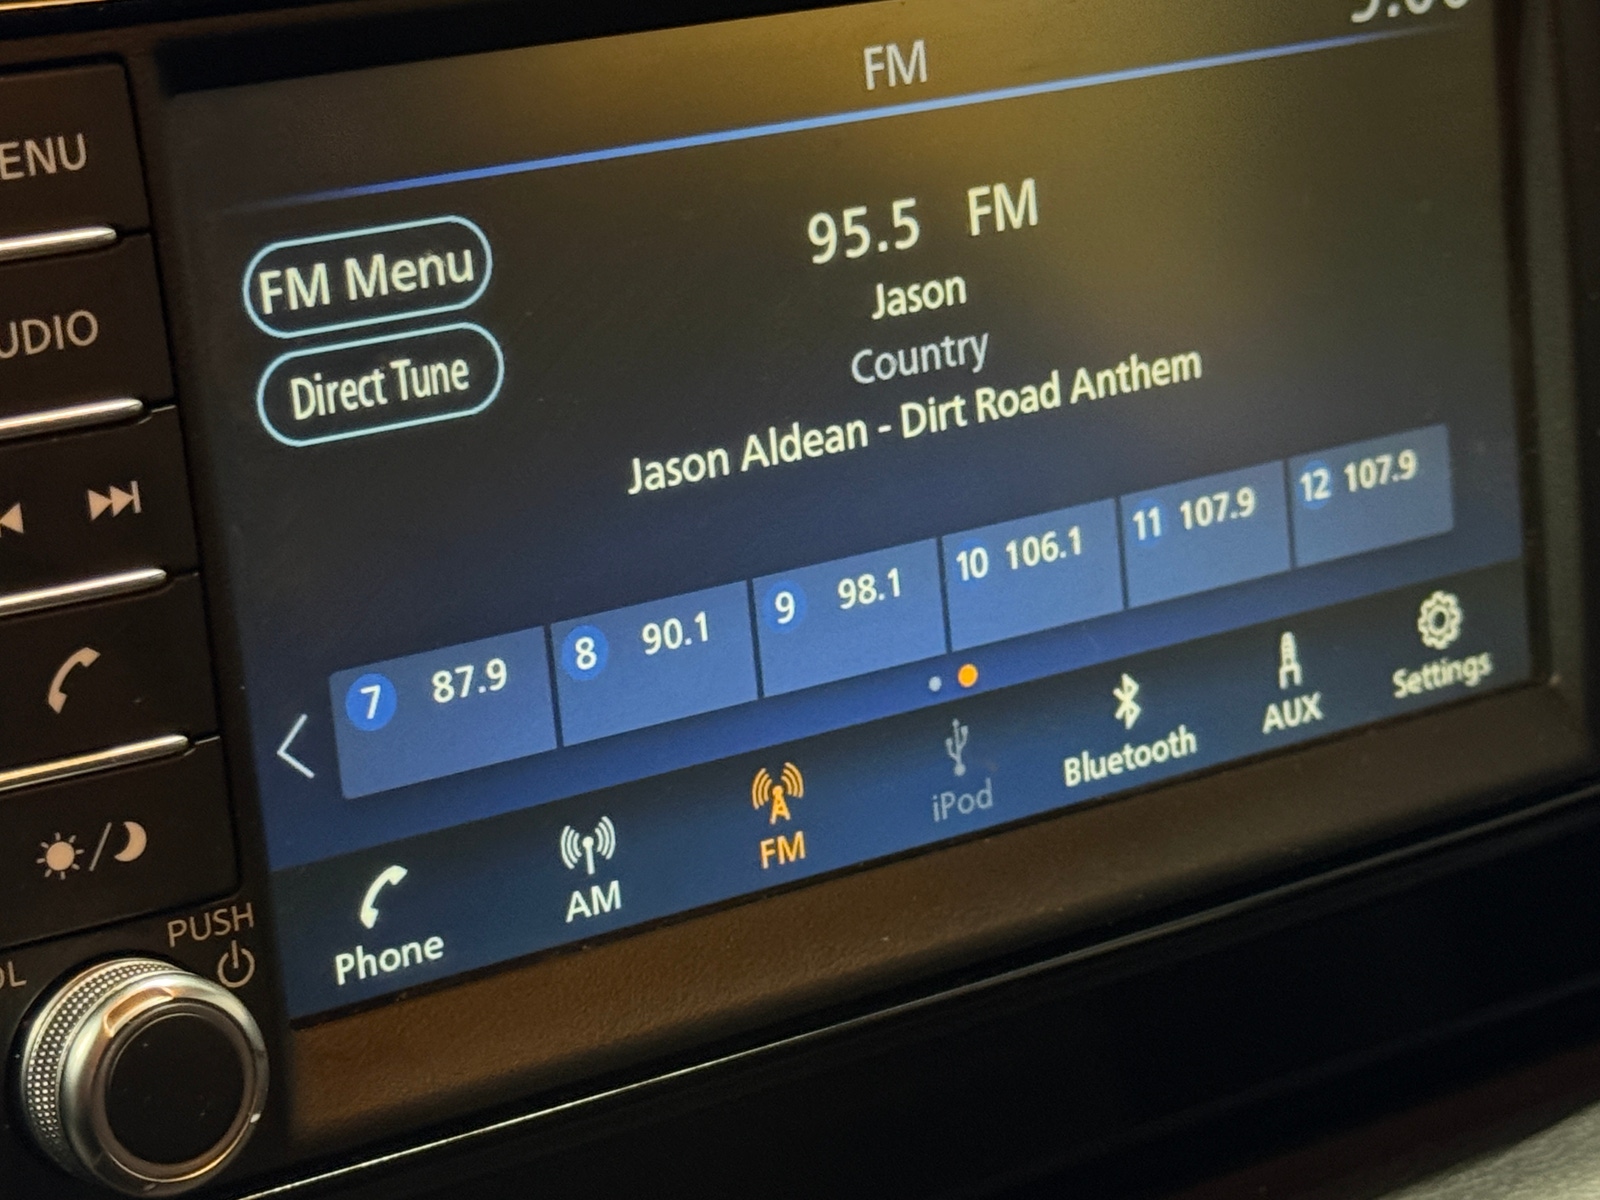 FM
ENU
UDIO
FM Menu
Direct Tune
95.5 FM
Jason
Country
Jason Aldean - Dirt Road Anthem
7 87.9
8 90.1
9 98.1
10 106.1
11 107.9
12 107.9
Phone
AM
FM
iPod
Bluetooth
AUX
Settings
PUSH
OL